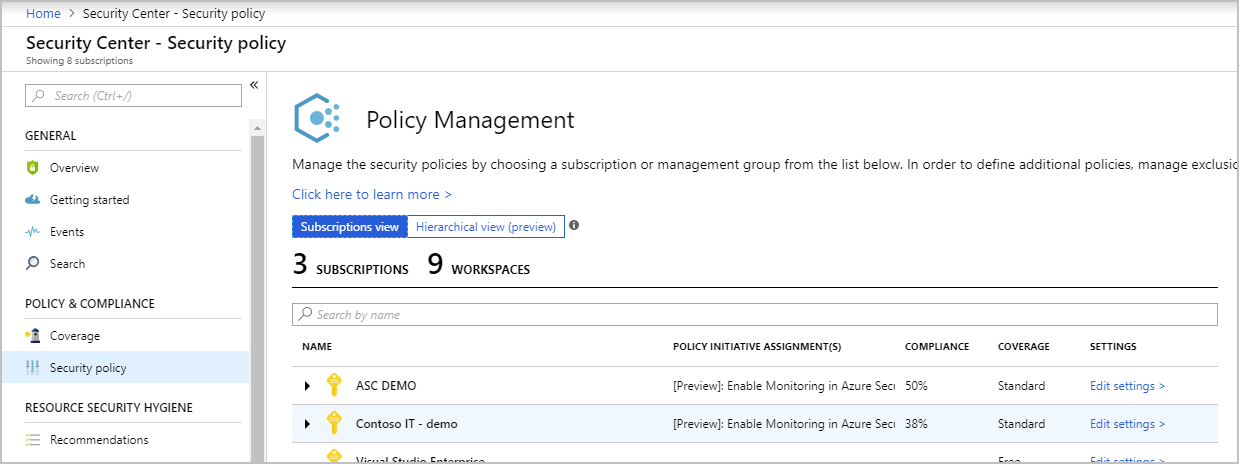 Home > Security Center - Security policy
Security Center - Security policy
Showing 8 subscriptions
Search (Ctrl+/)
«
GENERAL
Overview
Getting started
Events
Search
POLICY & COMPLIANCE
Coverage
Security policy
RESOURCE SECURITY HYGIENE
Recommendations
Policy Management
Manage the security policies by choosing a subscription or management group from the list below. In order to define additional policies, manage exclusio
Click here to learn more >
Subscriptions view Hierarchical view (preview)
3 SUBSCRIPTIONS 9 WORKSPACES
Search by name
NAME POLICY INITIATIVE ASSIGNMENT(S) COMPLIANCE COVERAGE SETTINGS
ASC DEMO [Preview]: Enable Monitoring in Azure Secu 50% Standard Edit settings >
Contoso IT - demo [Preview]: Enable Monitoring in Azure Secu 38% Standard Edit settings >
Visual Studio Enterprise Free Edit settings >